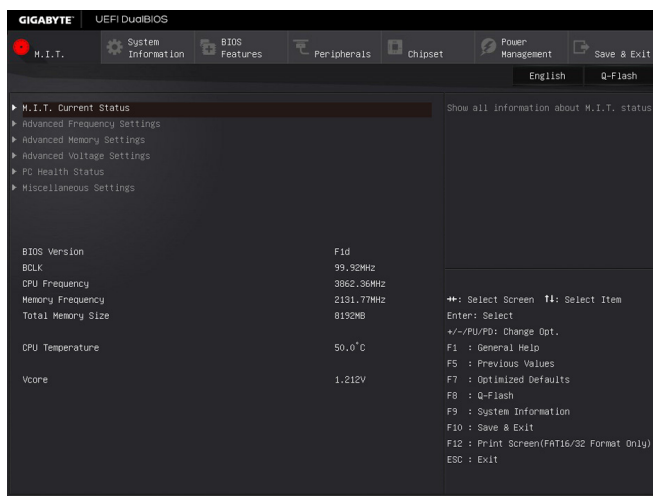 GIGABYTE™ UEFI DualBIOS
M.I.T.
System Information
BIOS Features
Peripherals
Chipset
Power Management
Save & Exit
English
Q-Flash
M.I.T. Current Status
Advanced Frequency Settings
Advanced Memory Settings
Advanced Voltage Settings
PC Health Status
Miscellaneous Settings
Show all information about M.I.T. status
BIOS Version F1d
BCLK 99.92MHz
CPU Frequency 3862.36MHz
Memory Frequency 2131.77MHz
Total Memory Size 8192MB
CPU Temperature 50.0°C
Vcore 1.212V
→←: Select Screen ↑↓: Select Item
Enter: Select
+/-/PU/PD: Change Opt.
F1 : General Help
F5 : Previous Values
F7 : Optimized Defaults
F8 : Q-Flash
F9 : System Information
F10 : Save & Exit
F12 : Print Screen(FAT16/32 Format Only)
ESC : Exit